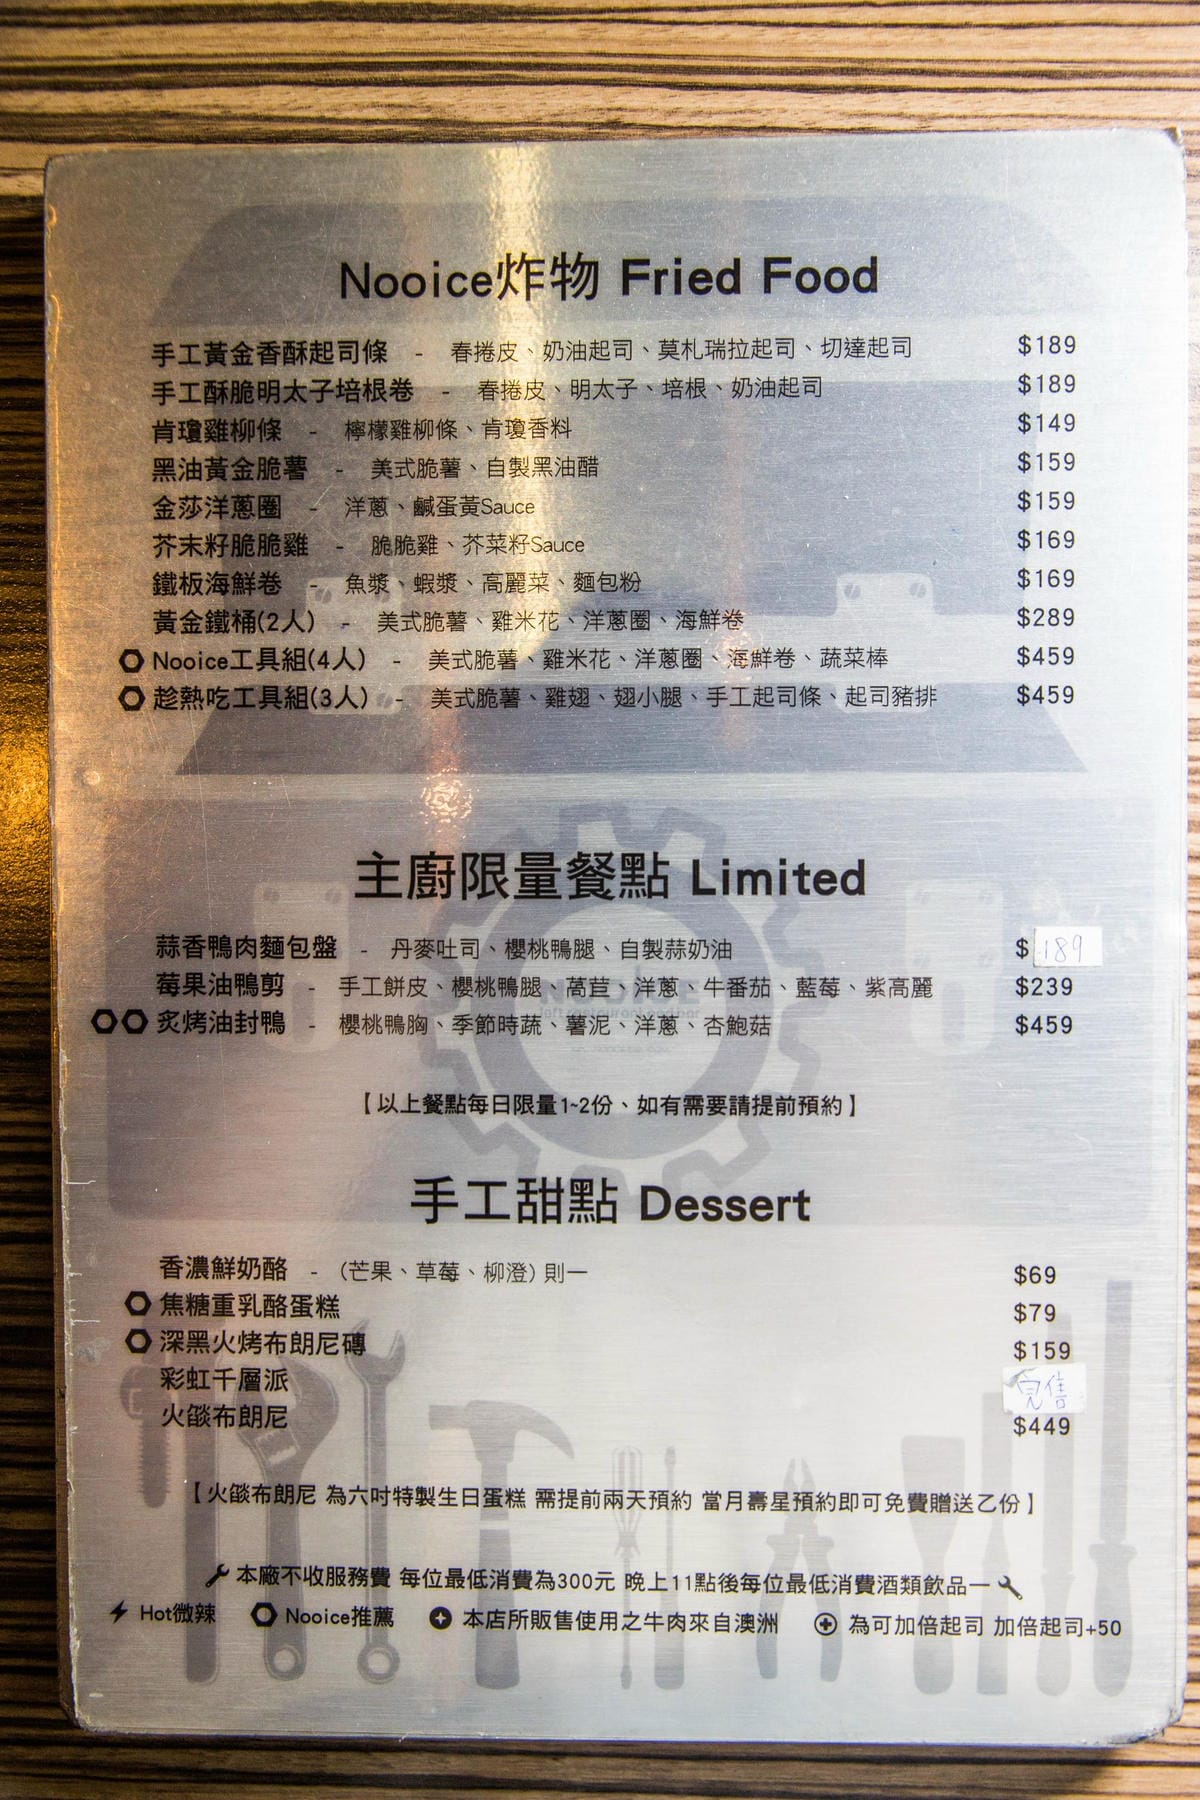 Nooice炸物 Fried Food
手工黃金香酥起司條 - 春捲皮、奶油起司、莫札瑞拉起司、切達起司 $189
手工酥脆明太子培根卷 - 春捲皮、明太子、培根、奶油起司 $189
肯瓊雞柳條 - 檸檬雞柳條、肯瓊香料 $149
黑油黃金脆薯 - 美式脆薯、自製黑油醋 $159
金莎洋蔥圈 - 洋蔥、鹹蛋黃Sauce $159
芥末籽脆脆雞 - 脆脆雞、芥菜籽Sauce $169
鐵板海鮮卷 - 魚漿、蝦漿、高麗菜、麵包粉 $169
黃金鐵桶(2人) - 美式脆薯、雞米花、洋蔥圈、海鮮卷 $289
Nooice工具組(4人) - 美式脆薯、雞米花、洋蔥圈、海鮮卷、蔬菜棒 $459
趁熱吃工具組(3人) - 美式脆薯、雞翅、翅小腿、手工起司條、起司豬排 $459
主廚限量餐點 Limited
蒜香鴨肉麵包盤 - 丹麥吐司、櫻桃鴨腿、自製蒜奶油 $189
莓果油鴨剪 - 手工餅皮、櫻桃鴨腿、萵苣、洋蔥、牛番茄、藍莓、紫高麗 $239
炙烤油封鴨 - 櫻桃鴨胸、季節時蔬、薯泥、洋蔥、杏鮑菇 $459
【以上餐點每日限量1~2份、如有需要請提前預約】
手工甜點 Dessert
香濃鮮奶酪 - (芒果、草莓、柳澄) 則一 $69
焦糖重乳酪蛋糕 $79
深黑火烤布朗尼磚 $159
彩虹千層派 完售
火燄布朗尼 $449
【火燄布朗尼 為六吋特製生日蛋糕 需提前兩天預約 當月壽星預約即可免費贈送乙份】
本廠不收服務費 每位最低消費為300元 晚上11點後每位最低消費酒類飲品一
Hot微辣 Nooice推薦 本店所販售使用之牛肉來自澳洲 為可加倍起司 加倍起司+50